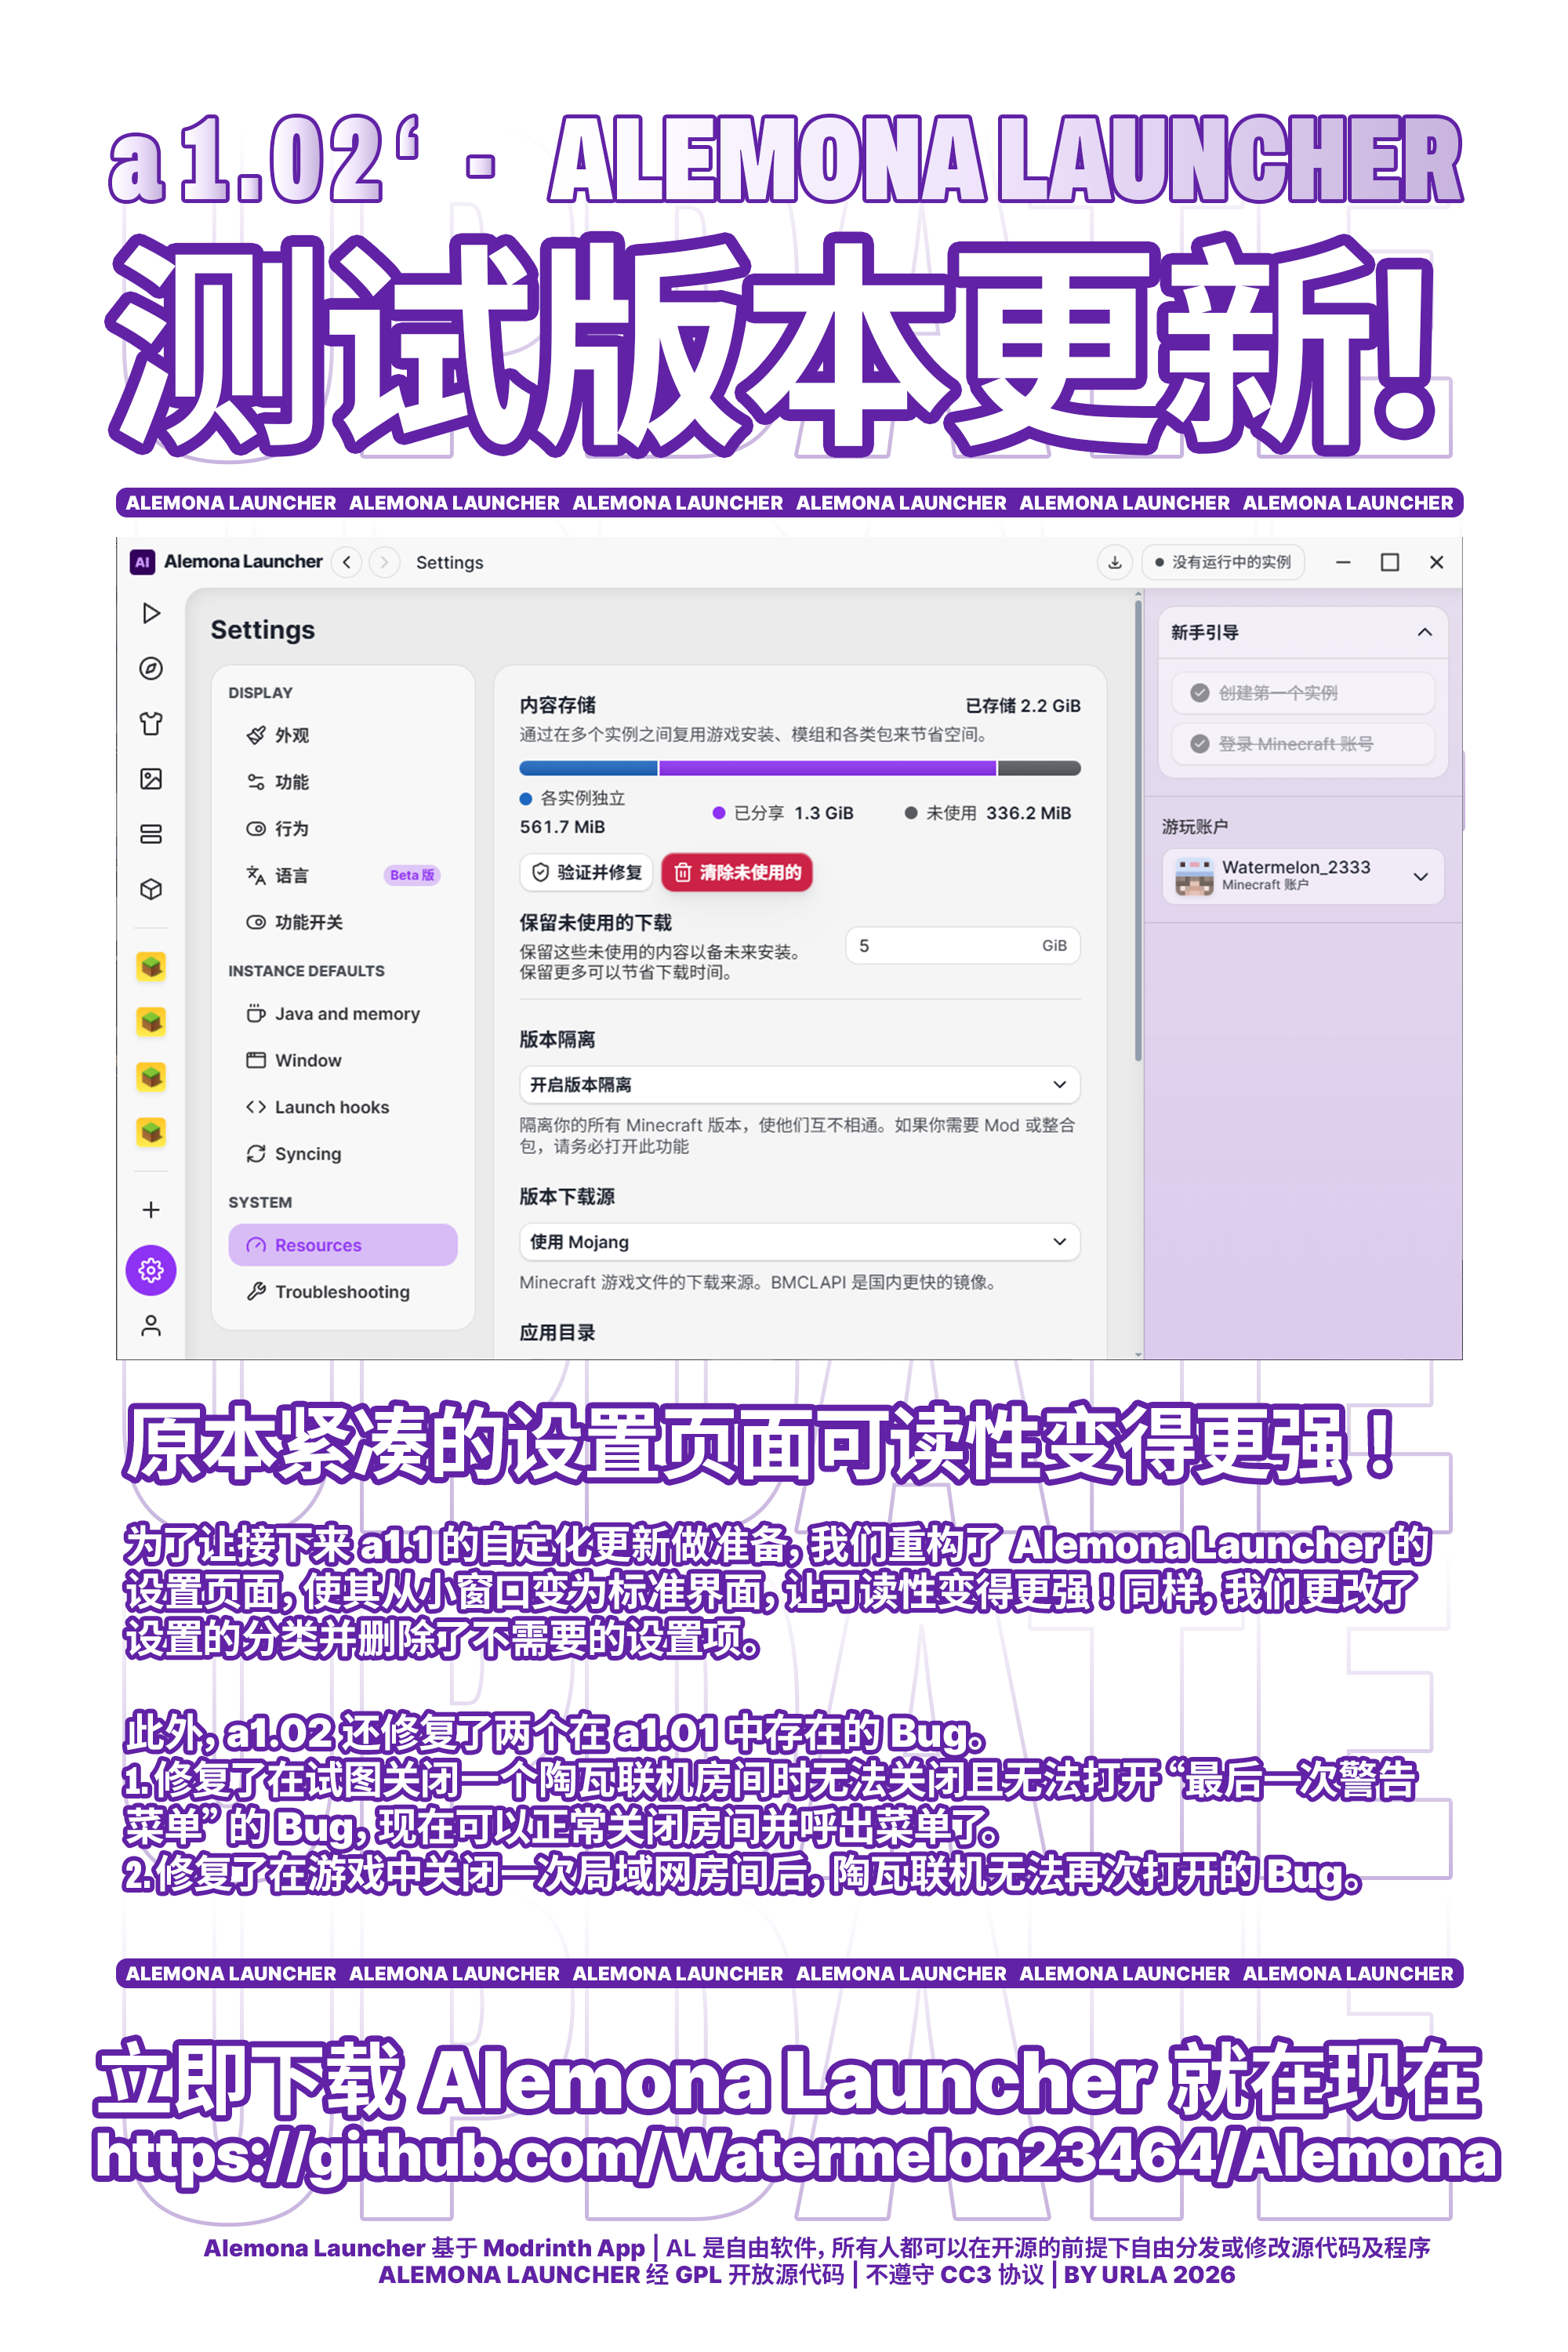 a1.02‘ - ALEMONA LAUNCHER
测试版本更新!
ALEMONA LAUNCHER ALEMONA LAUNCHER ALEMONA LAUNCHER ALEMONA LAUNCHER ALEMONA LAUNCHER ALEMONA LAUNCHER
Al Alemona Launcher Settings 没有运行中的实例
Settings
DISPLAY
外观
功能
行为
语言 Beta 版
功能开关
INSTANCE DEFAULTS
Java and memory
Window
Launch hooks
Syncing
SYSTEM
Resources
Troubleshooting
内容存储 已存储 2.2 GiB
通过在多个实例之间复用游戏安装、模组和各类包来节省空间。
各实例独立
561.7 MiB
已分享 1.3 GiB
未使用 336.2 MiB
验证并修复 清除未使用的
保留未使用的下载
保留这些未使用的内容以备未来安装。
保留更多可以节省下载时间。
5 GiB
版本隔离
开启版本隔离
隔离你的所有 Minecraft 版本，使他们互不相通。如果你需要 Mod 或整合
包，请务必打开此功能
版本下载源
使用 Mojang
Minecraft 游戏文件的下载来源。BMCLAPI 是国内更快的镜像。
应用目录
新手引导
创建第一个实例
登录 Minecraft 账号
游玩账户
Watermelon_2333
Minecraft 账户
原本紧凑的设置页面可读性变得更强！
为了让接下来 a1.1 的自定化更新做准备，我们重构了 Alemona Launcher 的
设置页面，使其从小窗口变为标准界面，让可读性变得更强！同样，我们更改了
设置的分类并删除了不需要的设置项。
此外，a1.02 还修复了两个在 a1.01 中存在的 Bug。
1.修复了在试图关闭一个陶瓦联机房间时无法关闭且无法打开 “最后一次警告
菜单” 的 Bug，现在可以正常关闭房间并呼出菜单了。
2.修复了在游戏中关闭一次局域网房间后，陶瓦联机无法再次打开的 Bug。
ALEMONA LAUNCHER ALEMONA LAUNCHER ALEMONA LAUNCHER ALEMONA LAUNCHER ALEMONA LAUNCHER ALEMONA LAUNCHER
立即下载 Alemona Launcher 就在现在
https://github.com/Watermelon23464/Alemona
Alemona Launcher 基于 Modrinth App | AL 是自由软件，所有人都可以在开源的前提下自由分发或修改源代码及程序
ALEMONA LAUNCHER 经 GPL 开放源代码 | 不遵守 CC3 协议 | BY URLA 2026
UPDATE
UPDATE
UPDATE
UPDATE